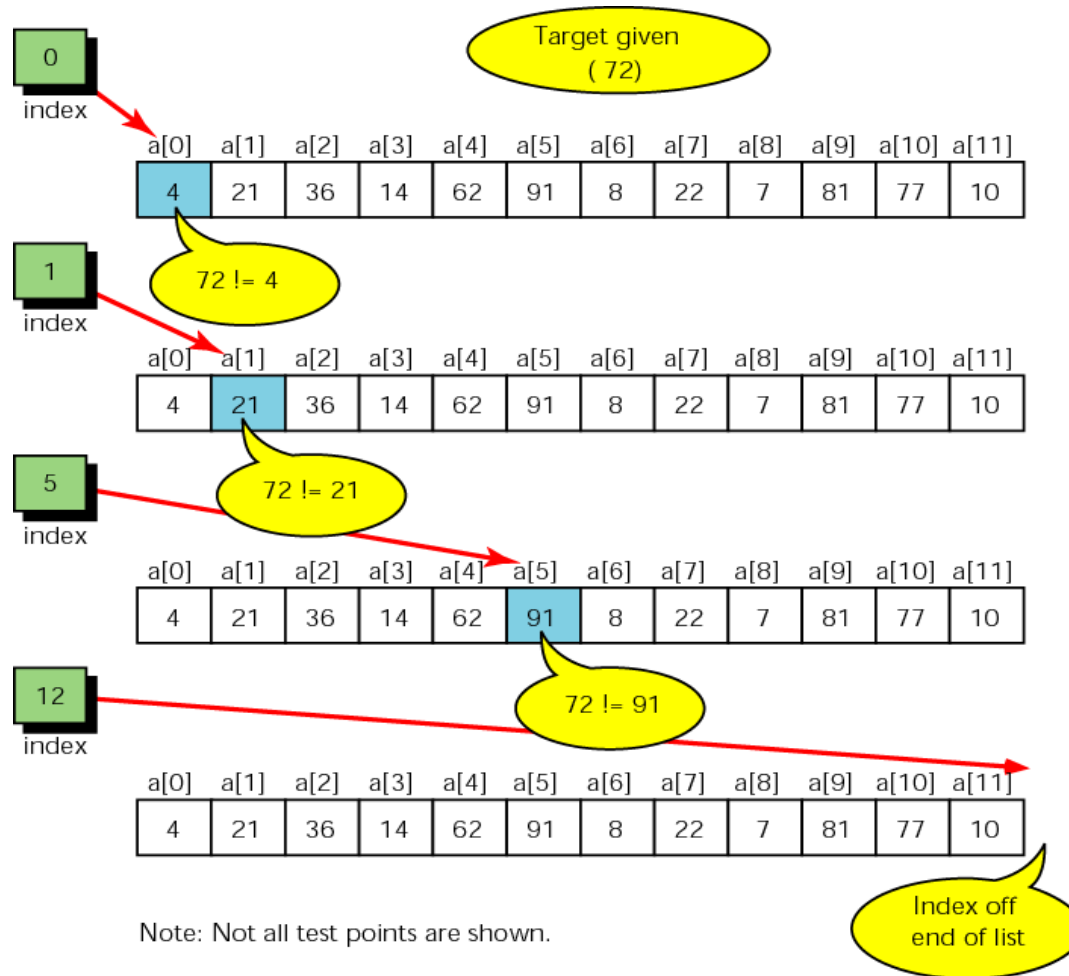 0
index
Target given
( 72)
a[0] a[1] a[2] a[3] a[4] a[5] a[6] a[7] a[8] a[9] a[10] a[11]
4 21 36 14 62 91 8 22 7 81 77 10
72 != 4
1
index
a[0] a[1] a[2] a[3] a[4] a[5] a[6] a[7] a[8] a[9] a[10] a[11]
4 21 36 14 62 91 8 22 7 81 77 10
72 != 21
5
index
a[0] a[1] a[2] a[3] a[4] a[5] a[6] a[7] a[8] a[9] a[10] a[11]
4 21 36 14 62 91 8 22 7 81 77 10
72 != 91
12
index
a[0] a[1] a[2] a[3] a[4] a[5] a[6] a[7] a[8] a[9] a[10] a[11]
4 21 36 14 62 91 8 22 7 81 77 10
Index off
end of list
Note: Not all test points are shown.